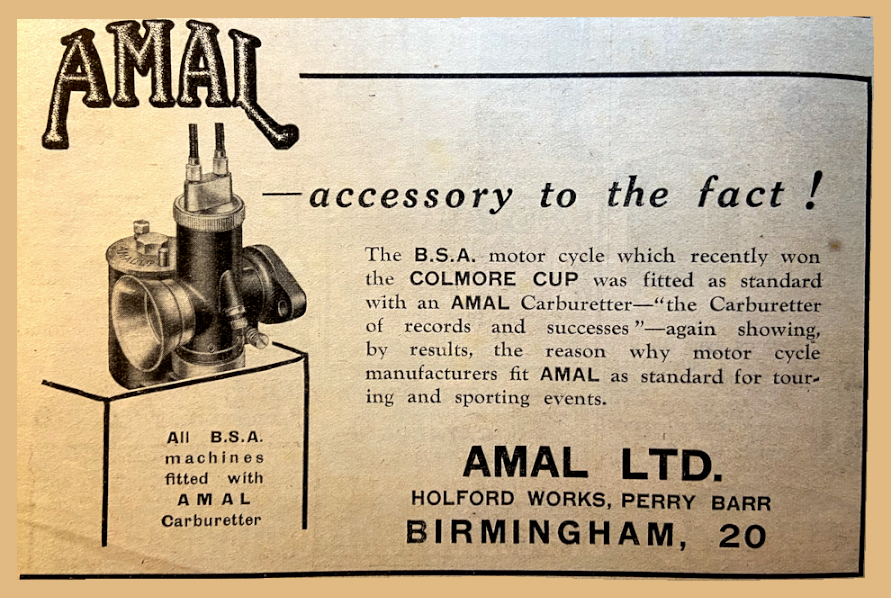 AMAL
—accessory to the fact!
The B.S.A. motor cycle which recently won
the COLMORE CUP was fitted as standard
with an AMAL Carburetter—“the Carburetter
of records and successes”—again showing,
by results, the reason why motor cycle
manufacturers fit AMAL as standard for tour-
ing and sporting events.
All B.S.A.
machines
fitted with
AMAL
Carburetter
AMAL LTD.
HOLFORD WORKS, PERRY BARR
BIRMINGHAM, 20